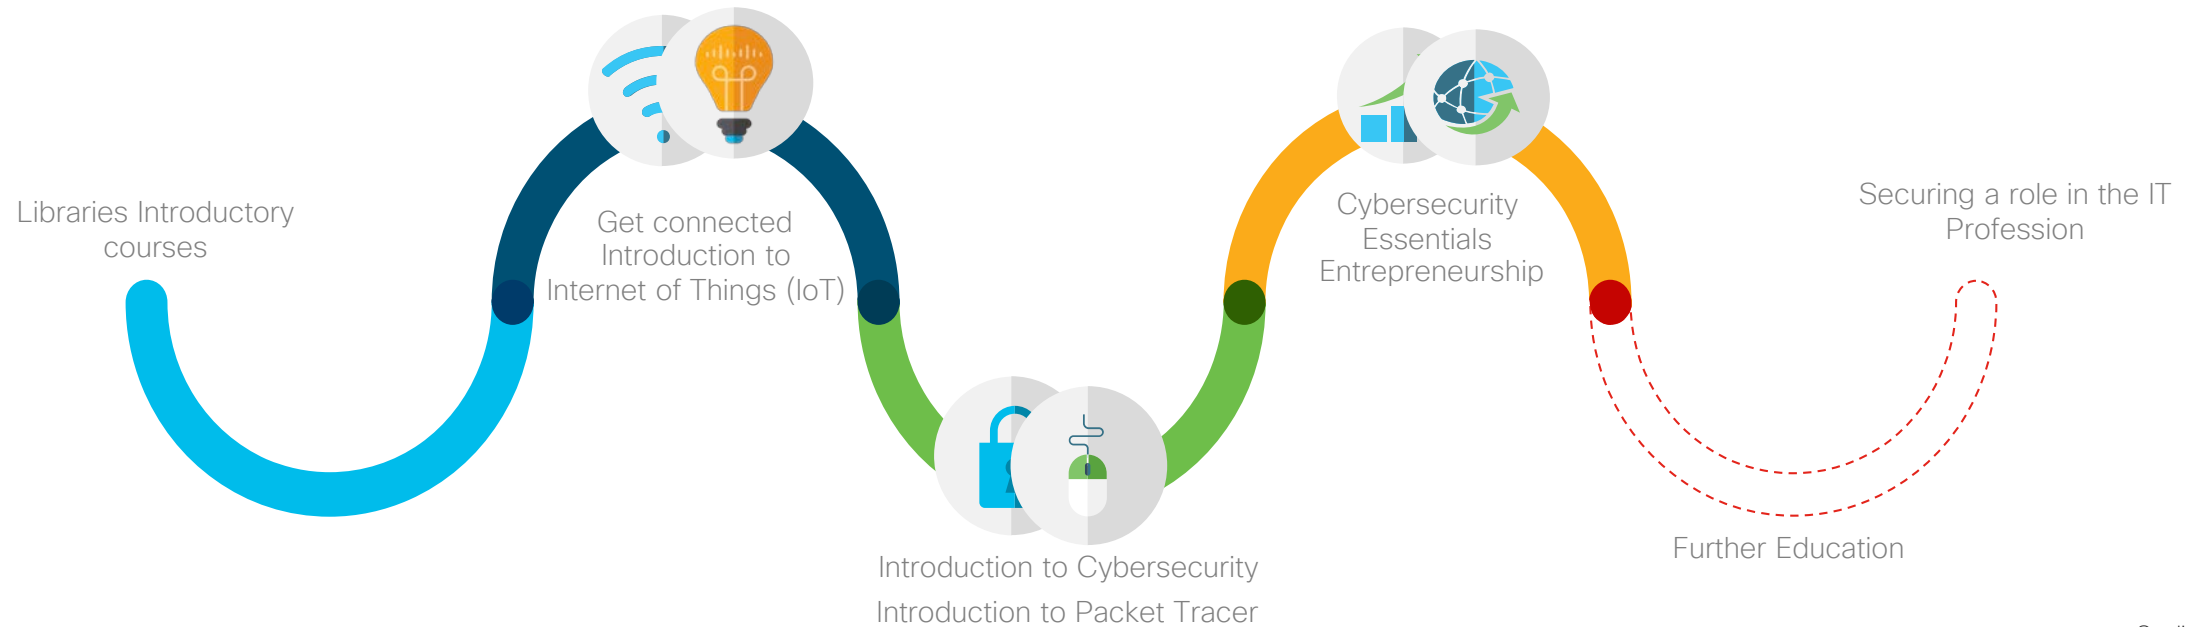 Libraries Introductory
courses
Get connected
Introduction to
Internet of Things (IoT)
Introduction to Cybersecurity
Introduction to Packet Tracer
Cybersecurity
Essentials
Entrepreneurship
Further Education
Securing a role in the IT
Profession